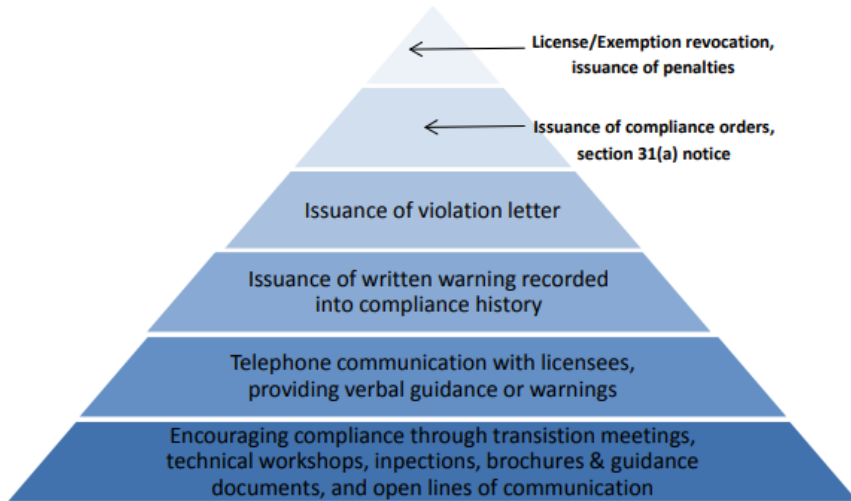 License/Exemption revocation,
issuance of penalties
Issuance of compliance orders,
section 31(a) notice
Issuance of violation letter
Issuance of written warning recorded
into compliance history
Telephone communication with licensees,
providing verbal guidance or warnings
Encouraging compliance through transistion meetings,
technical workshops, inpections, brochures & guidance
documents, and open lines of communication